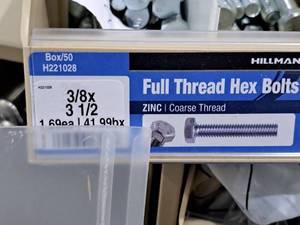 Box/50
H221028
HILLMAN
H221028
3/8x
3 1/2
1.69ea | 41.99bx
Full Thread Hex Bolts
ZINC | Coarse Thread